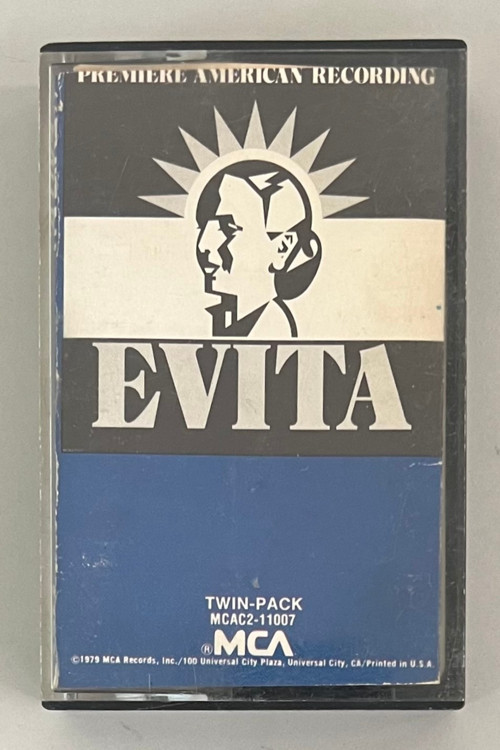 PREMIERE AMERICAN RECORDING
EVITA
TWIN-PACK
MCAC2-11007
®MCA
©1979 MCA Records, Inc./100 Universal City Plaza, Universal City, CA/Printed in U.S.A.